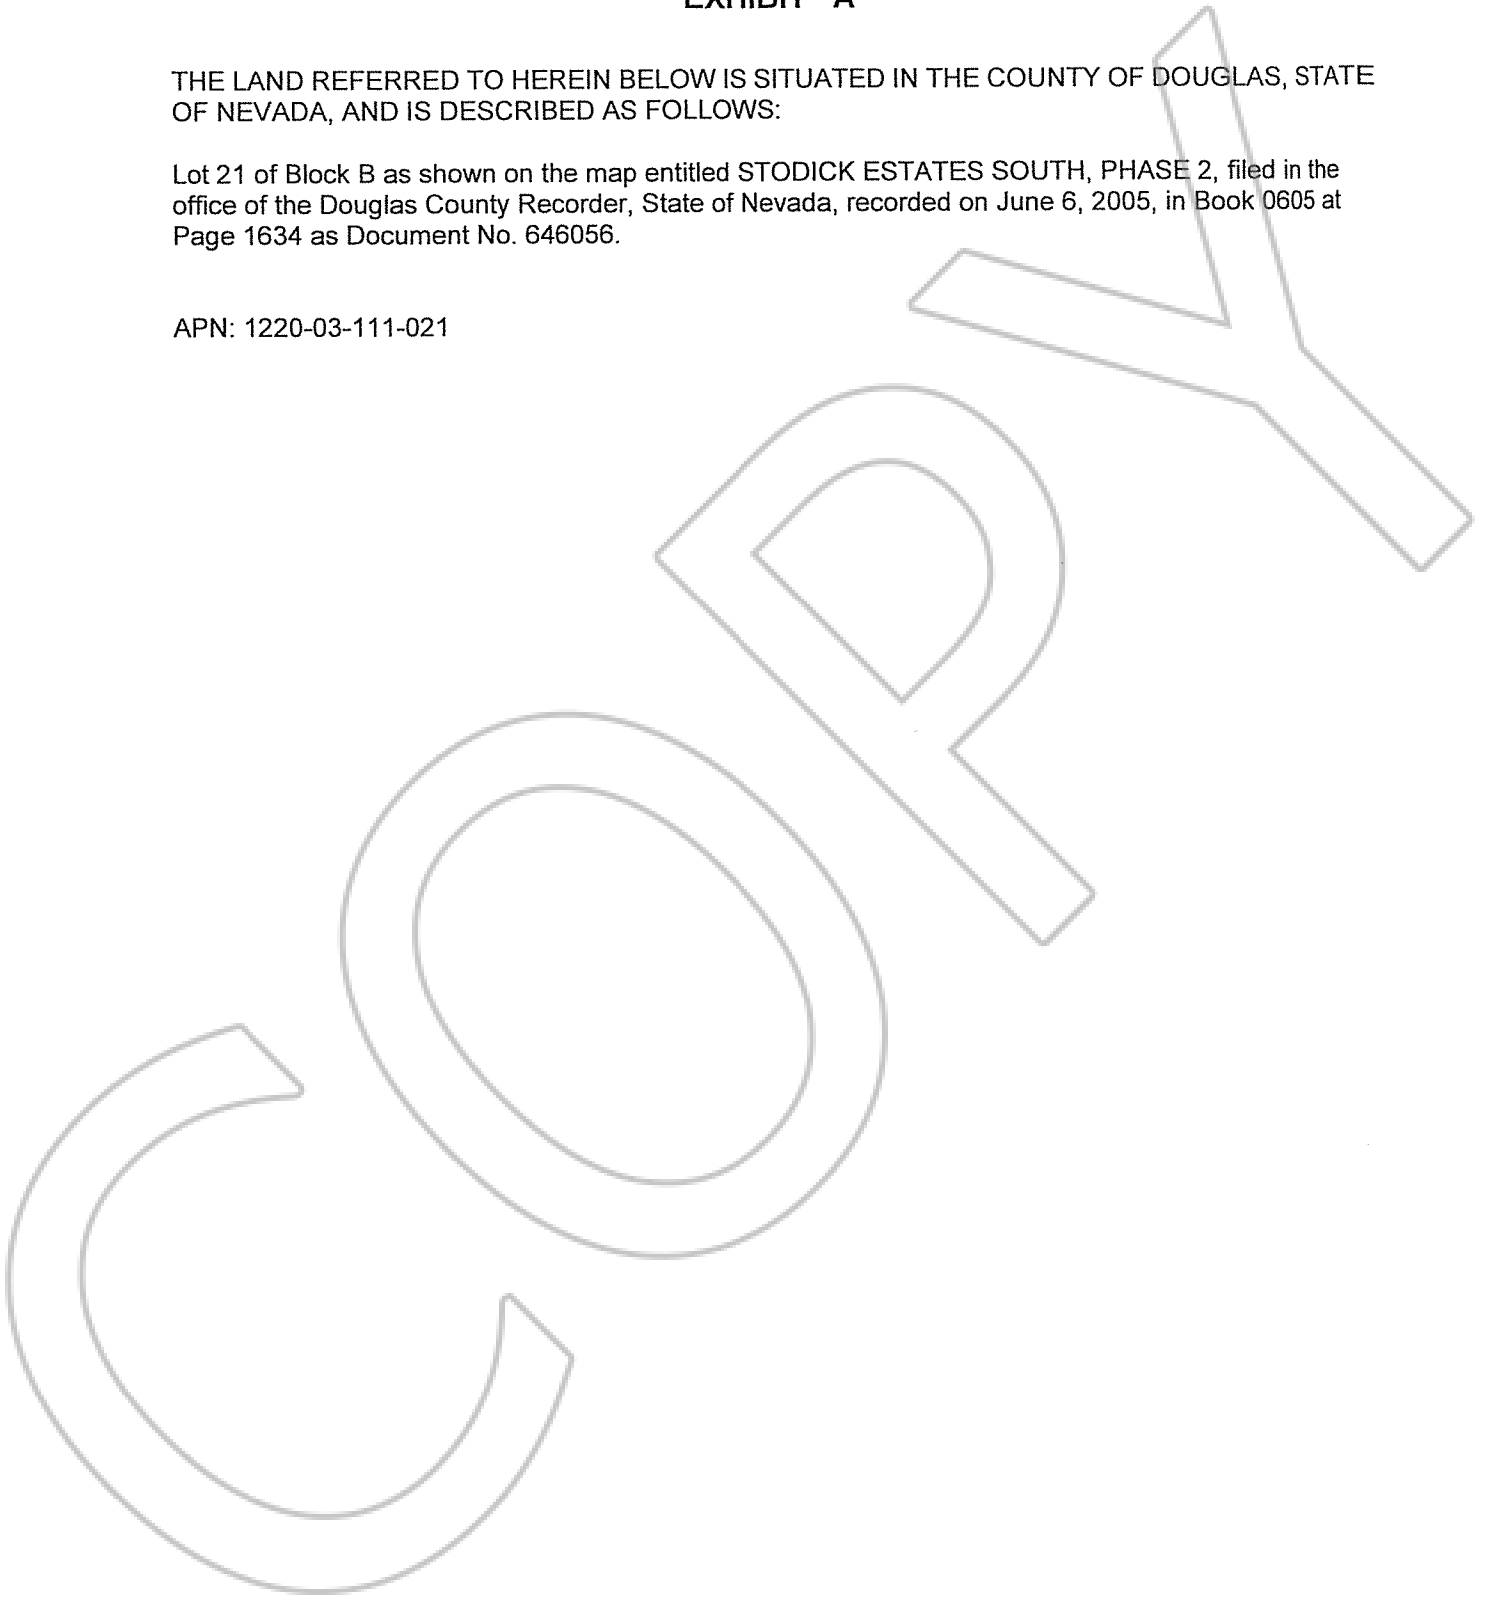 EXHIBIT "A"
THE LAND REFERRED TO HEREIN BELOW IS SITUATED IN THE COUNTY OF DOUGLAS, STATE
OF NEVADA, AND IS DESCRIBED AS FOLLOWS:
Lot 21 of Block B as shown on the map entitled STODICK ESTATES SOUTH, PHASE 2, filed in the
office of the Douglas County Recorder, State of Nevada, recorded on June 6, 2005, in Book 0605 at
Page 1634 as Document No. 646056.
APN: 1220-03-111-021
COPY